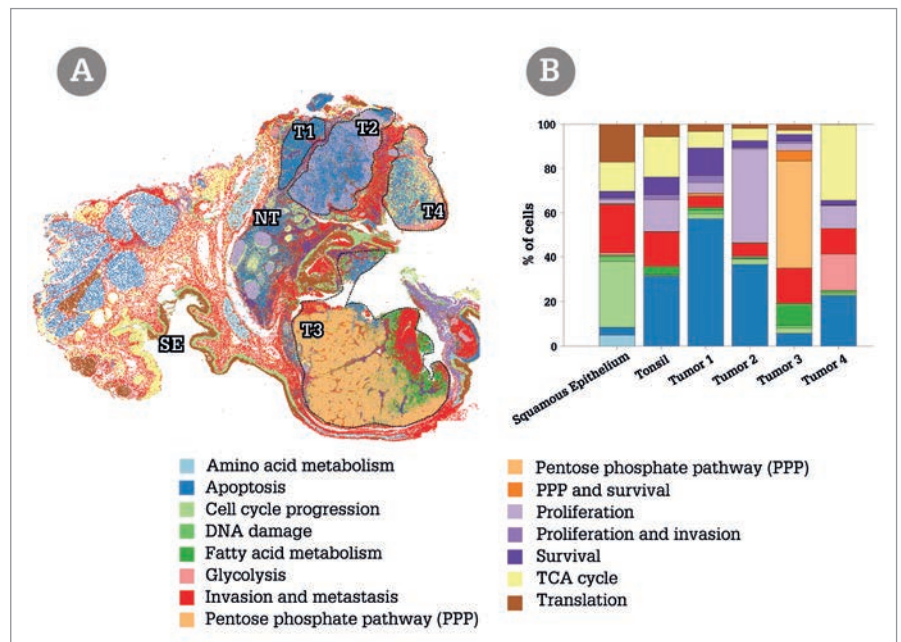 A
B
T1
T2
NT
T4
SE
T3
% of cells
100
80
60
40
20
0
Squamous Epithelium
Tonsil
Tumor 1
Tumor 2
Tumor 3
Tumor 4
Amino acid metabolism
Apoptosis
Cell cycle progression
DNA damage
Fatty acid metabolism
Glycolysis
Invasion and metastasis
Pentose phosphate pathway (PPP)
Pentose phosphate pathway (PPP)
PPP and survival
Proliferation
Proliferation and invasion
Survival
TCA cycle
Translation